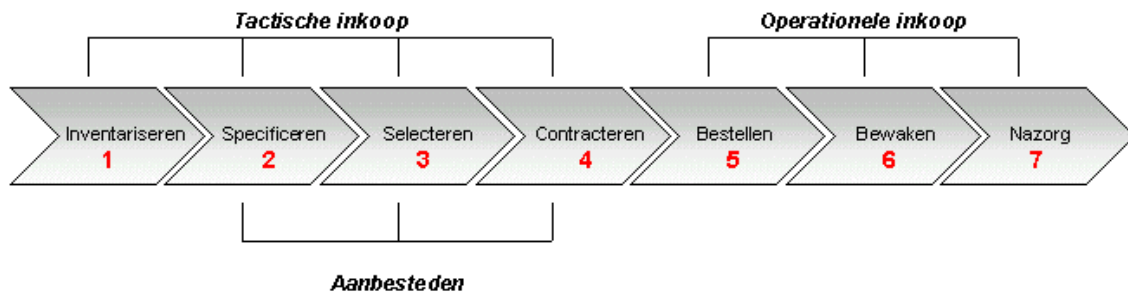 Tactische inkoop Operationele inkoop
Inventariseren Specificeren Selecteren Contracteren Bestellen Bewaken Nazorg
1 2 3 4 5 6 7
Aanbesteden